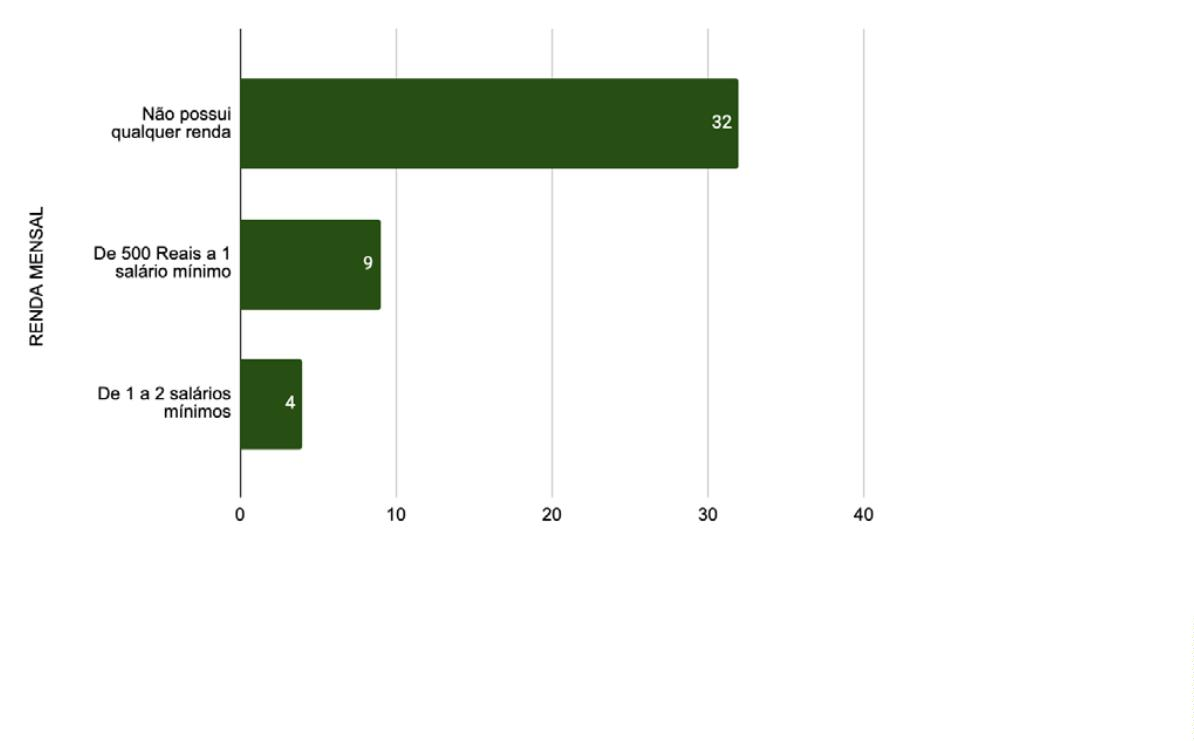 RENDA MENSAL
Não possui
qualquer renda
32
De 500 Reais a 1
salário mínimo
9
De 1 a 2 salários
mínimos
4
0 10 20 30 40